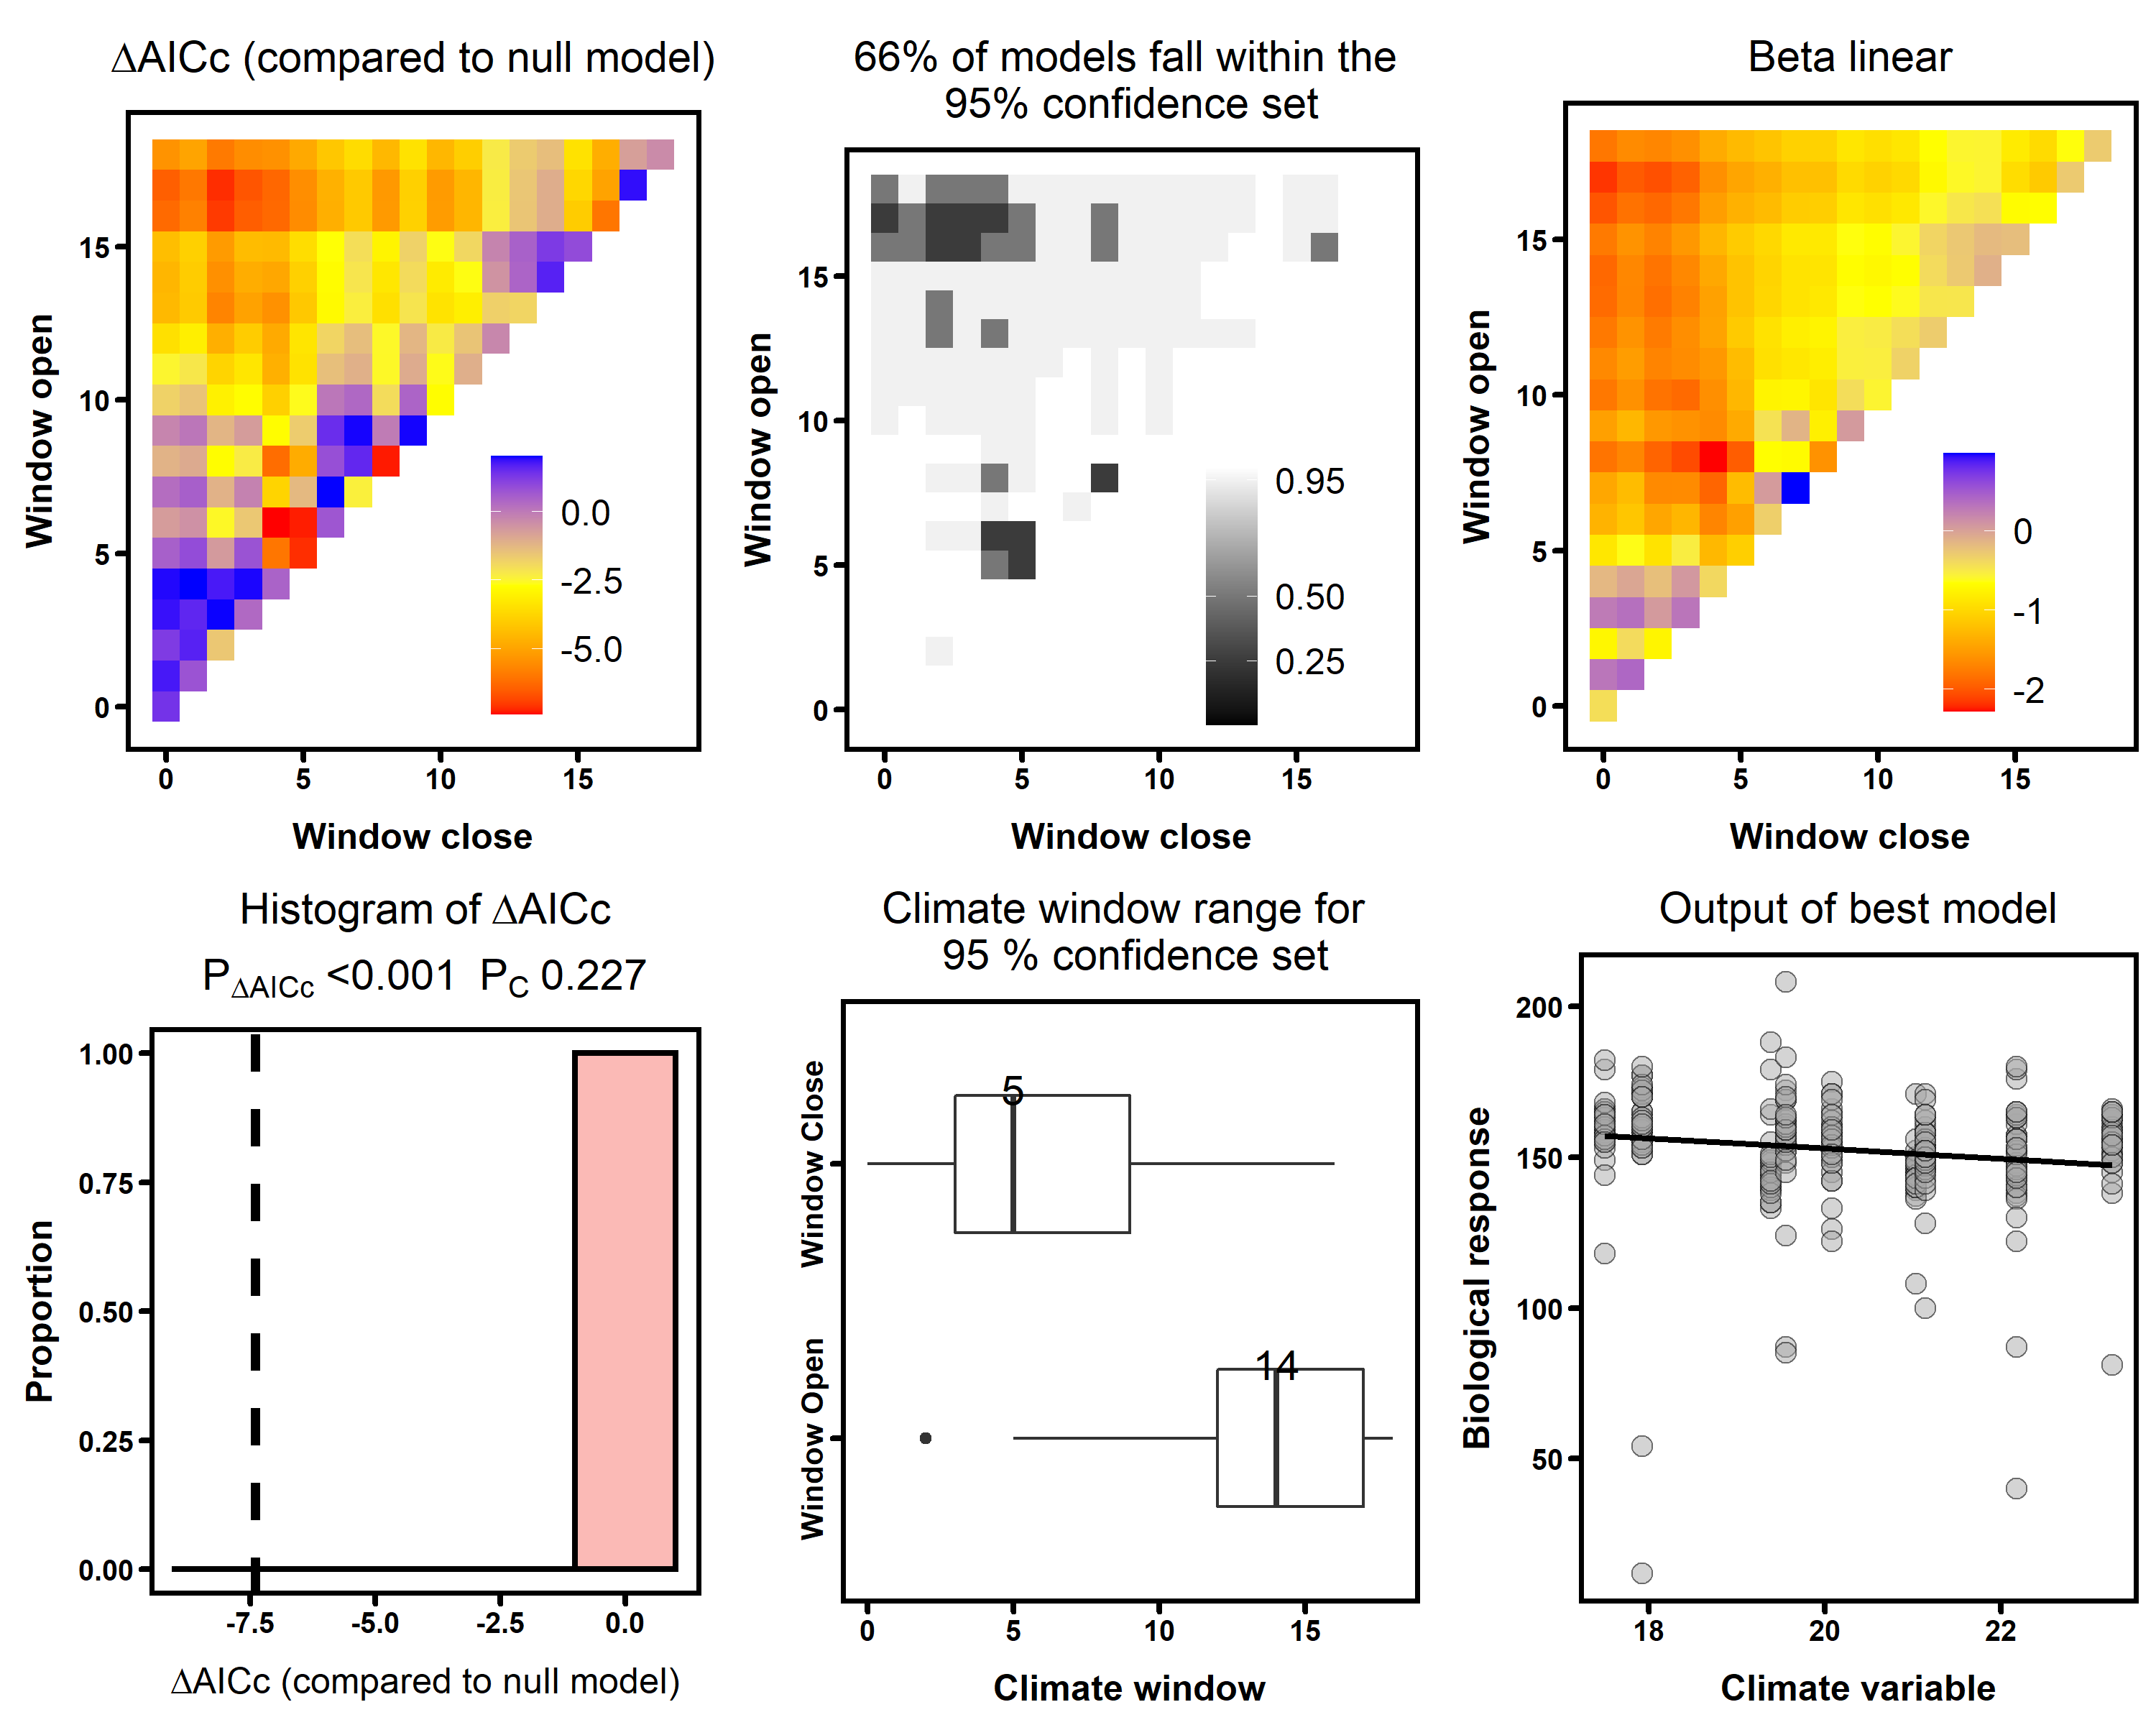 ΔAICc (compared to null model)
Window open
15
10
5
0
0.0
-2.5
-5.0
0 5 10 15
Window close
66% of models fall within the
95% confidence set
Window open
15
10
5
0
0.95
0.50
0.25
0 5 10 15
Window close
Beta linear
Window open
15
10
5
0
0
-1
-2
0 5 10 15
Window close
Histogram of ΔAICc
PΔAICc <0.001 PC 0.227
Proportion
1.00
0.75
0.50
0.25
0.00
-7.5 -5.0 -2.5 0.0
ΔAICc (compared to null model)
Climate window range for
95 % confidence set
Window Close
5
Window Open
14
0 5 10 15
Climate window
Output of best model
Biological response
200
150
100
50
18 20 22
Climate variable